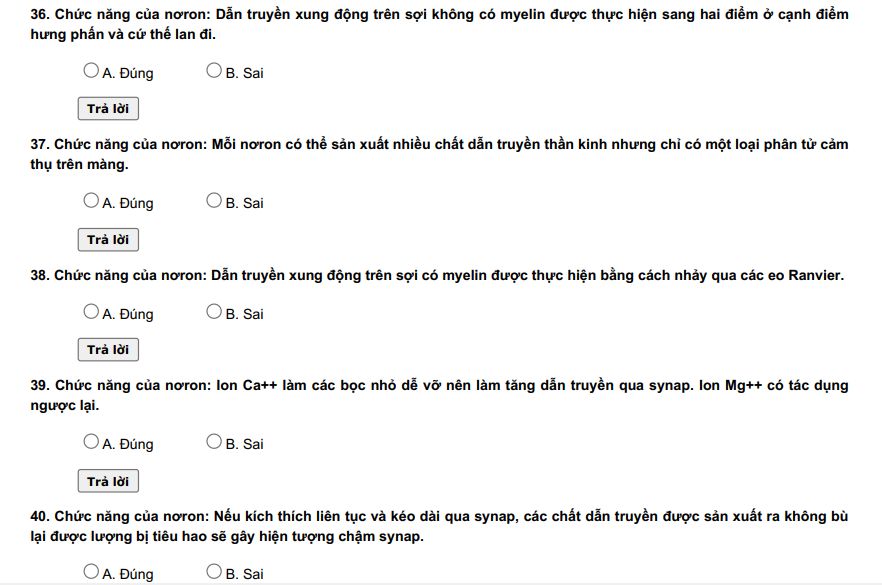 36. Chức năng của nơron: Dẫn truyền xung động trên sợi không có myelin được thực hiện sang hai điểm ở cạnh điểm
hưng phấn và cứ thế lan đi.
A. Đúng B. Sai
Trả lời
37. Chức năng của nơron: Mỗi nơron có thể sản xuất nhiều chất dẫn truyền thần kinh nhưng chỉ có một loại phân tử cảm
thụ trên màng.
A. Đúng B. Sai
Trả lời
38. Chức năng của nơron: Dẫn truyền xung động trên sợi có myelin được thực hiện bằng cách nhảy qua các eo Ranvier.
A. Đúng B. Sai
Trả lời
39. Chức năng của nơron: Ion Ca++ làm các bọc nhỏ dễ vỡ nên làm tăng dẫn truyền qua synap. Ion Mg++ có tác dụng
ngược lại.
A. Đúng B. Sai
Trả lời
40. Chức năng của nơron: Nếu kích thích liên tục và kéo dài qua synap, các chất dẫn truyền được sản xuất ra không bù
lại được lượng bị tiêu hao sẽ gây hiện tượng chậm synap.
A. Đúng B. Sai